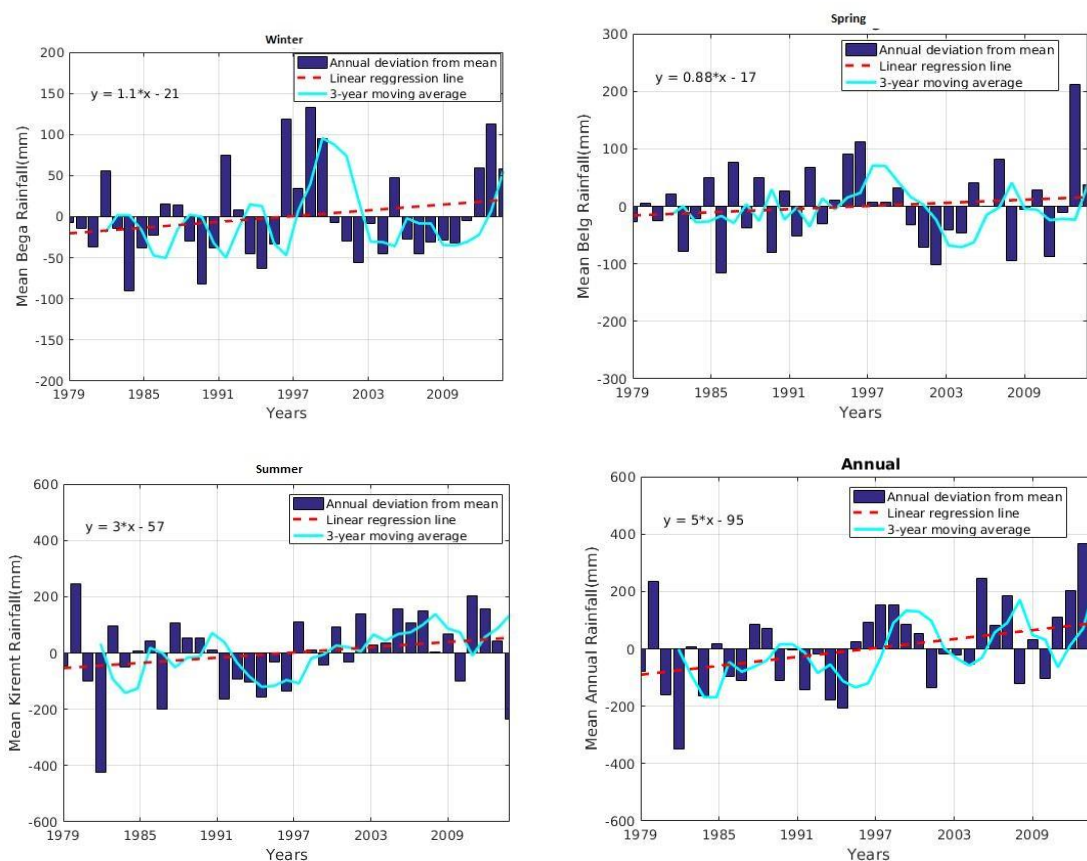 Winter
200
150
100
50
0
-50
-100
-150
-200
Mean Bega Rainfall(mm)
Annual deviation from mean
Linear reggression line
3-year moving average
y = 1.1*x - 21
1979 1985 1991 1997 2003 2009
Years
Spring
300
200
100
0
-100
-200
-300
Mean Belg Rainfall(mm)
Annual deviation from mean
Linear regression line
3-year moving average
y = 0.88*x - 17
1979 1985 1991 1997 2003 2009
Years
Summer
600
400
200
0
-200
-400
-600
Mean Kiremt Rainfall(mm)
Annual deviation from mean
Linear regression line
3-year moving average
y = 3*x - 57
1979 1985 1991 1997 2003 2009
Years
Annual
600
400
200
0
-200
-400
-600
Mean Annual Rainfall(mm)
Annual deviation from mean
Linear regression line
3-year moving average
y = 5*x - 95
1979 1985 1991 1997 2003 2009
Years